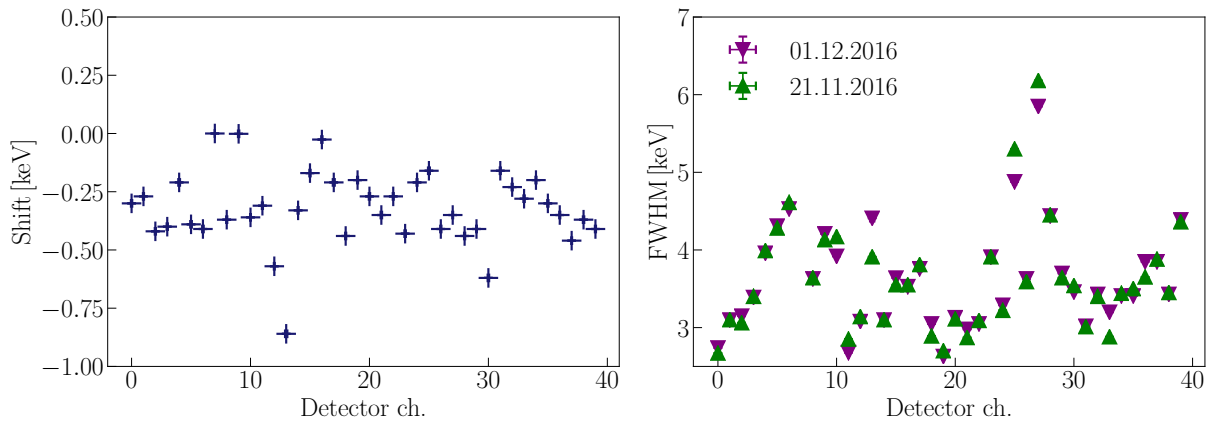 0.50
0.25
0.00
−0.25
−0.50
−0.75
−1.00
Shift [keV]
0 10 20 30 40
Detector ch.
7
6
5
4
3
FWHM [keV]
01.12.2016
21.11.2016
0 10 20 30 40
Detector ch.